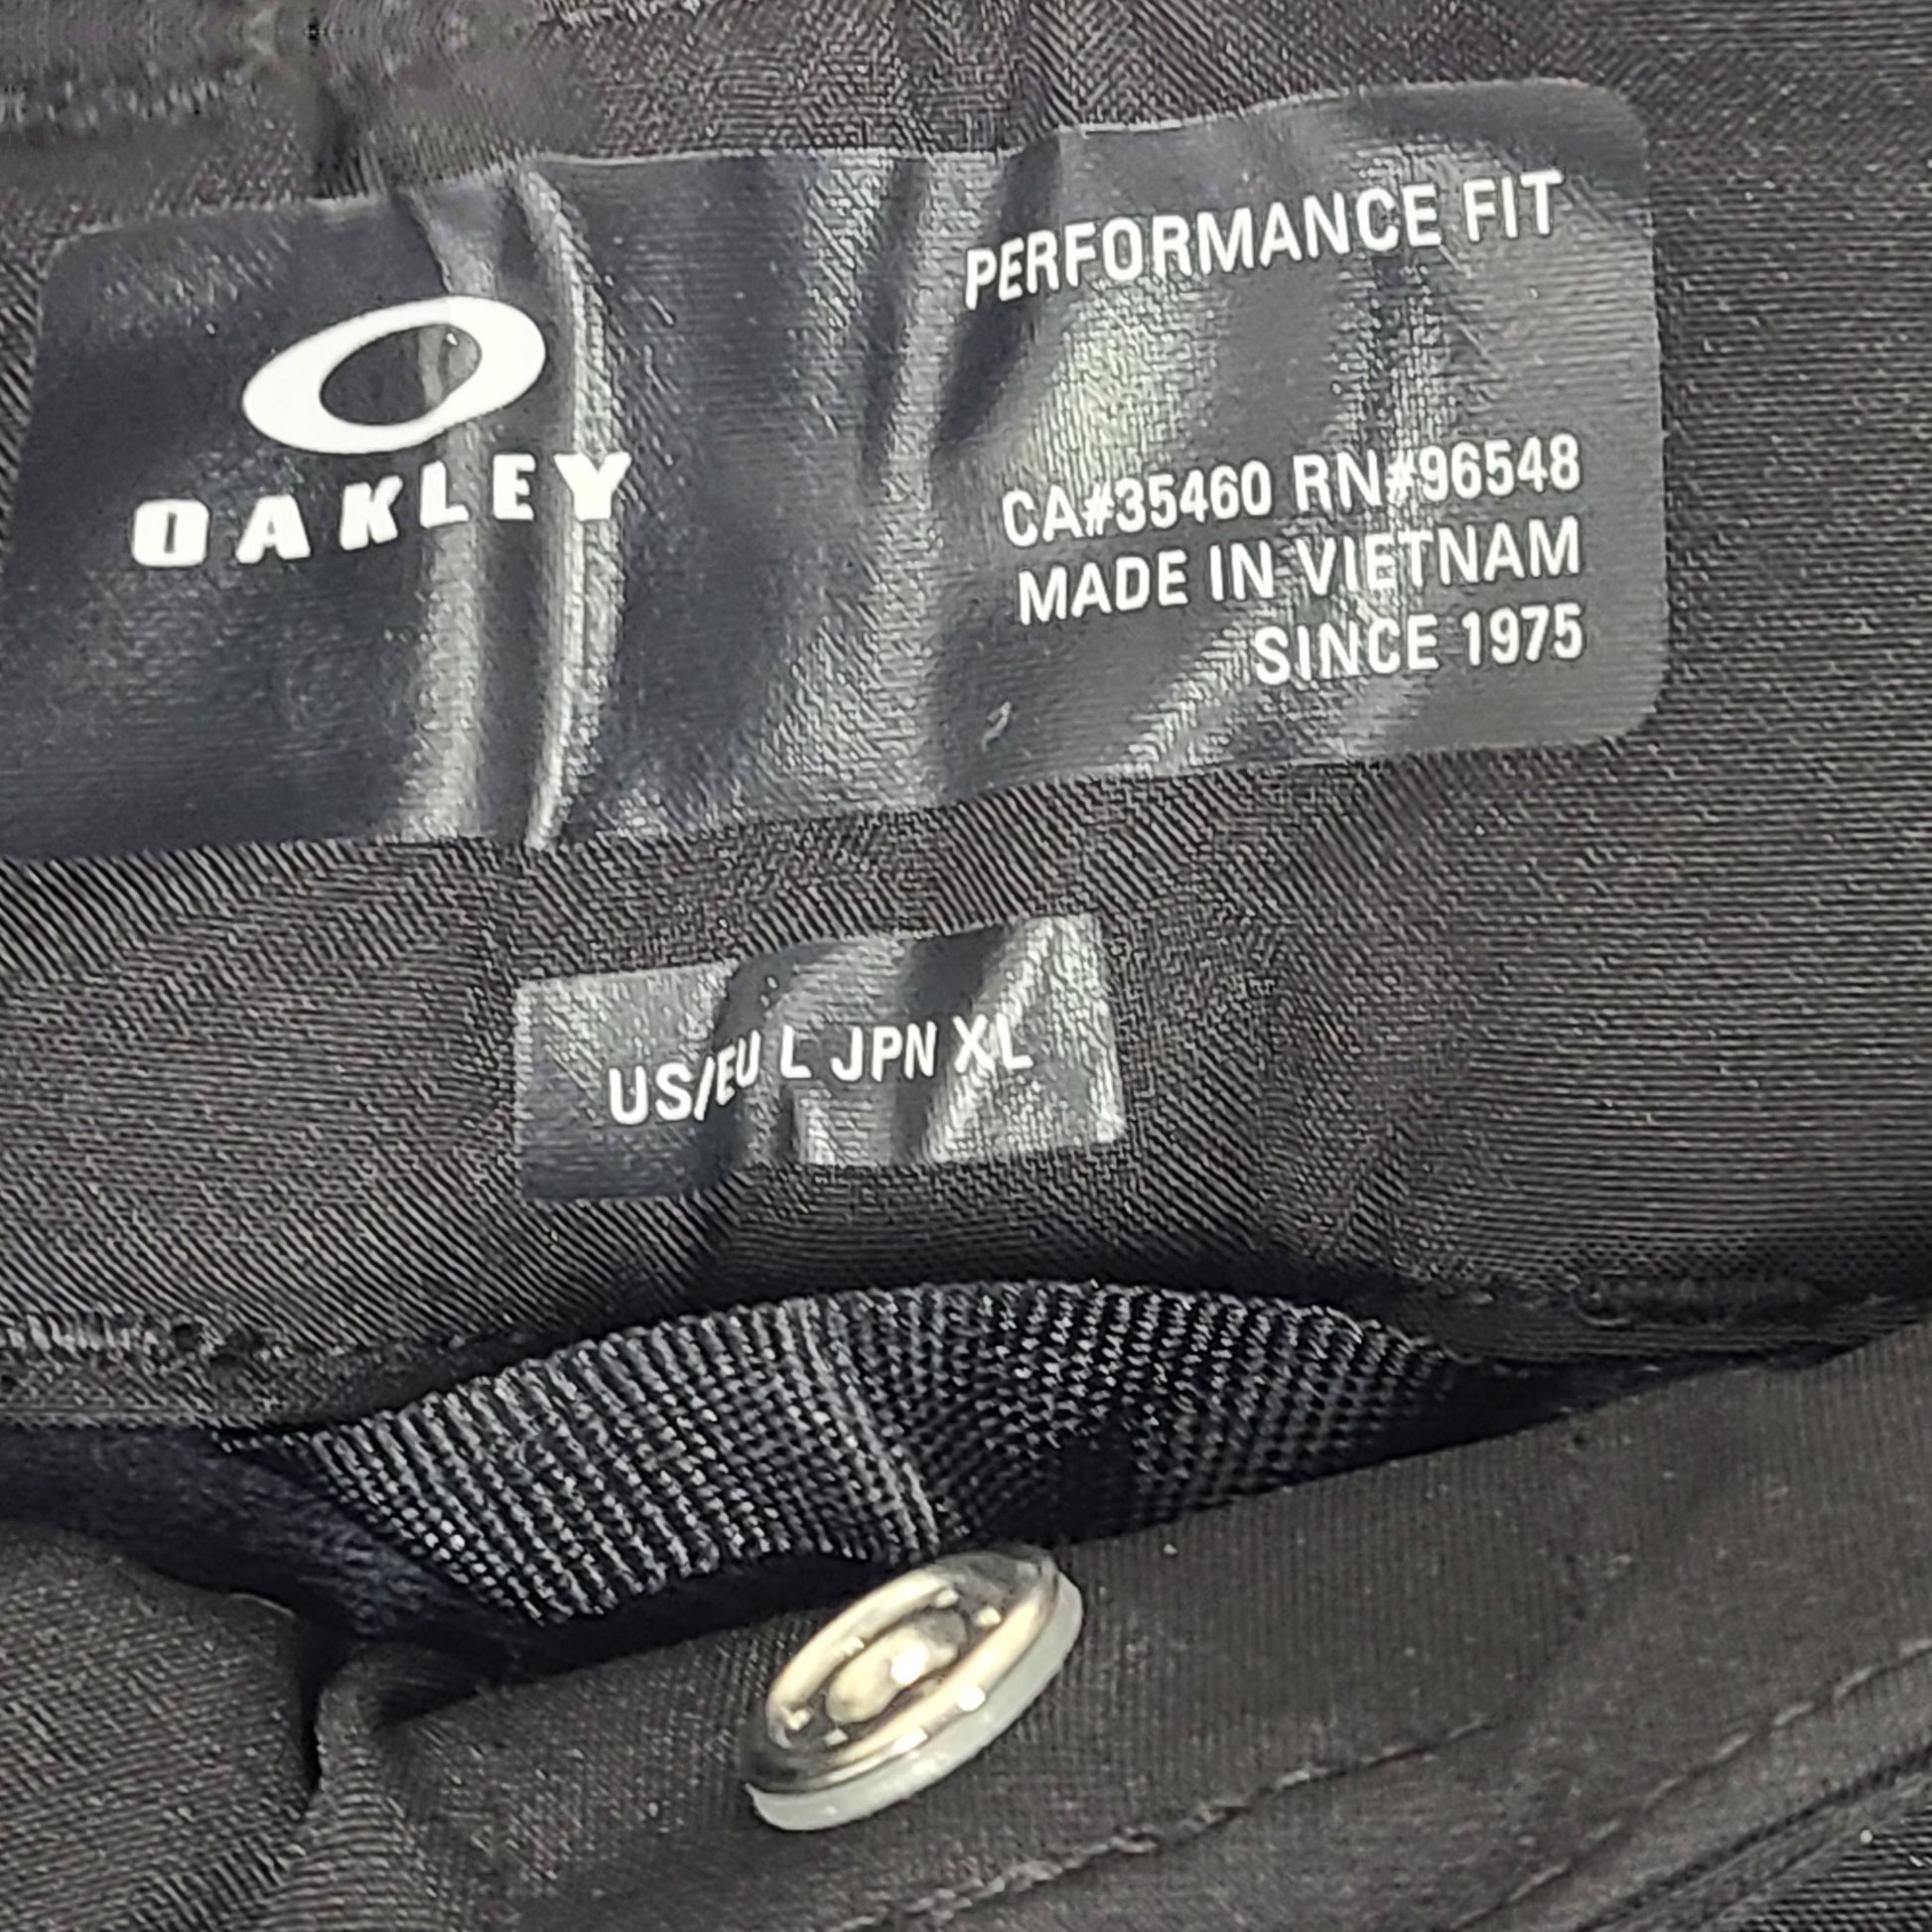 OAKLEY
PERFORMANCE FIT
CA#35460 RN#96548
MADE IN VIETNAM
SINCE 1975
US/EU L JPN XL